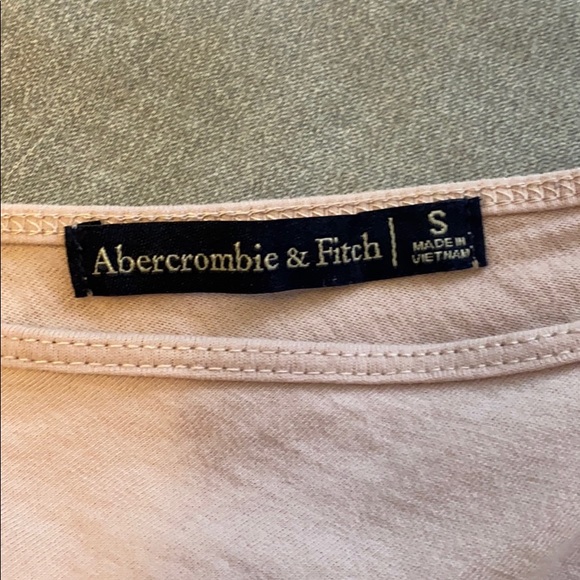 Abercrombie & Fitch
S
MADE IN
VIETNAM